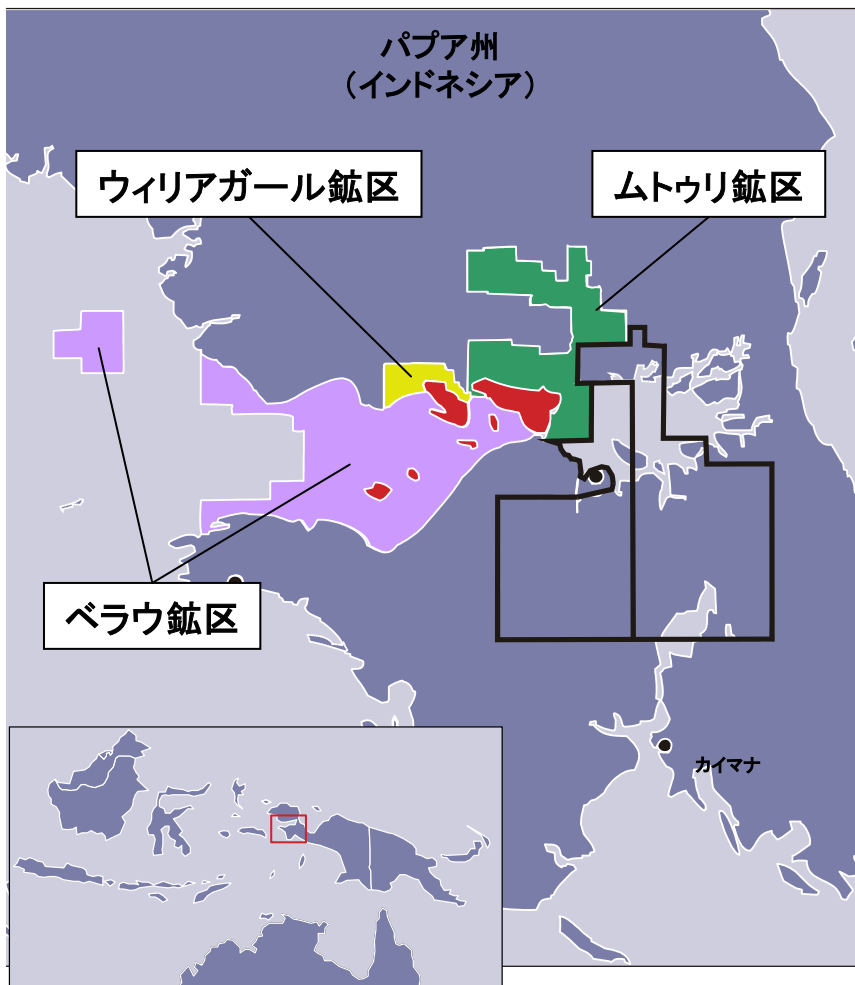 パプア州
（インドネシア）
ウィリアガール鉱区
ムトゥリ鉱区
ベラウ鉱区
カイマナ